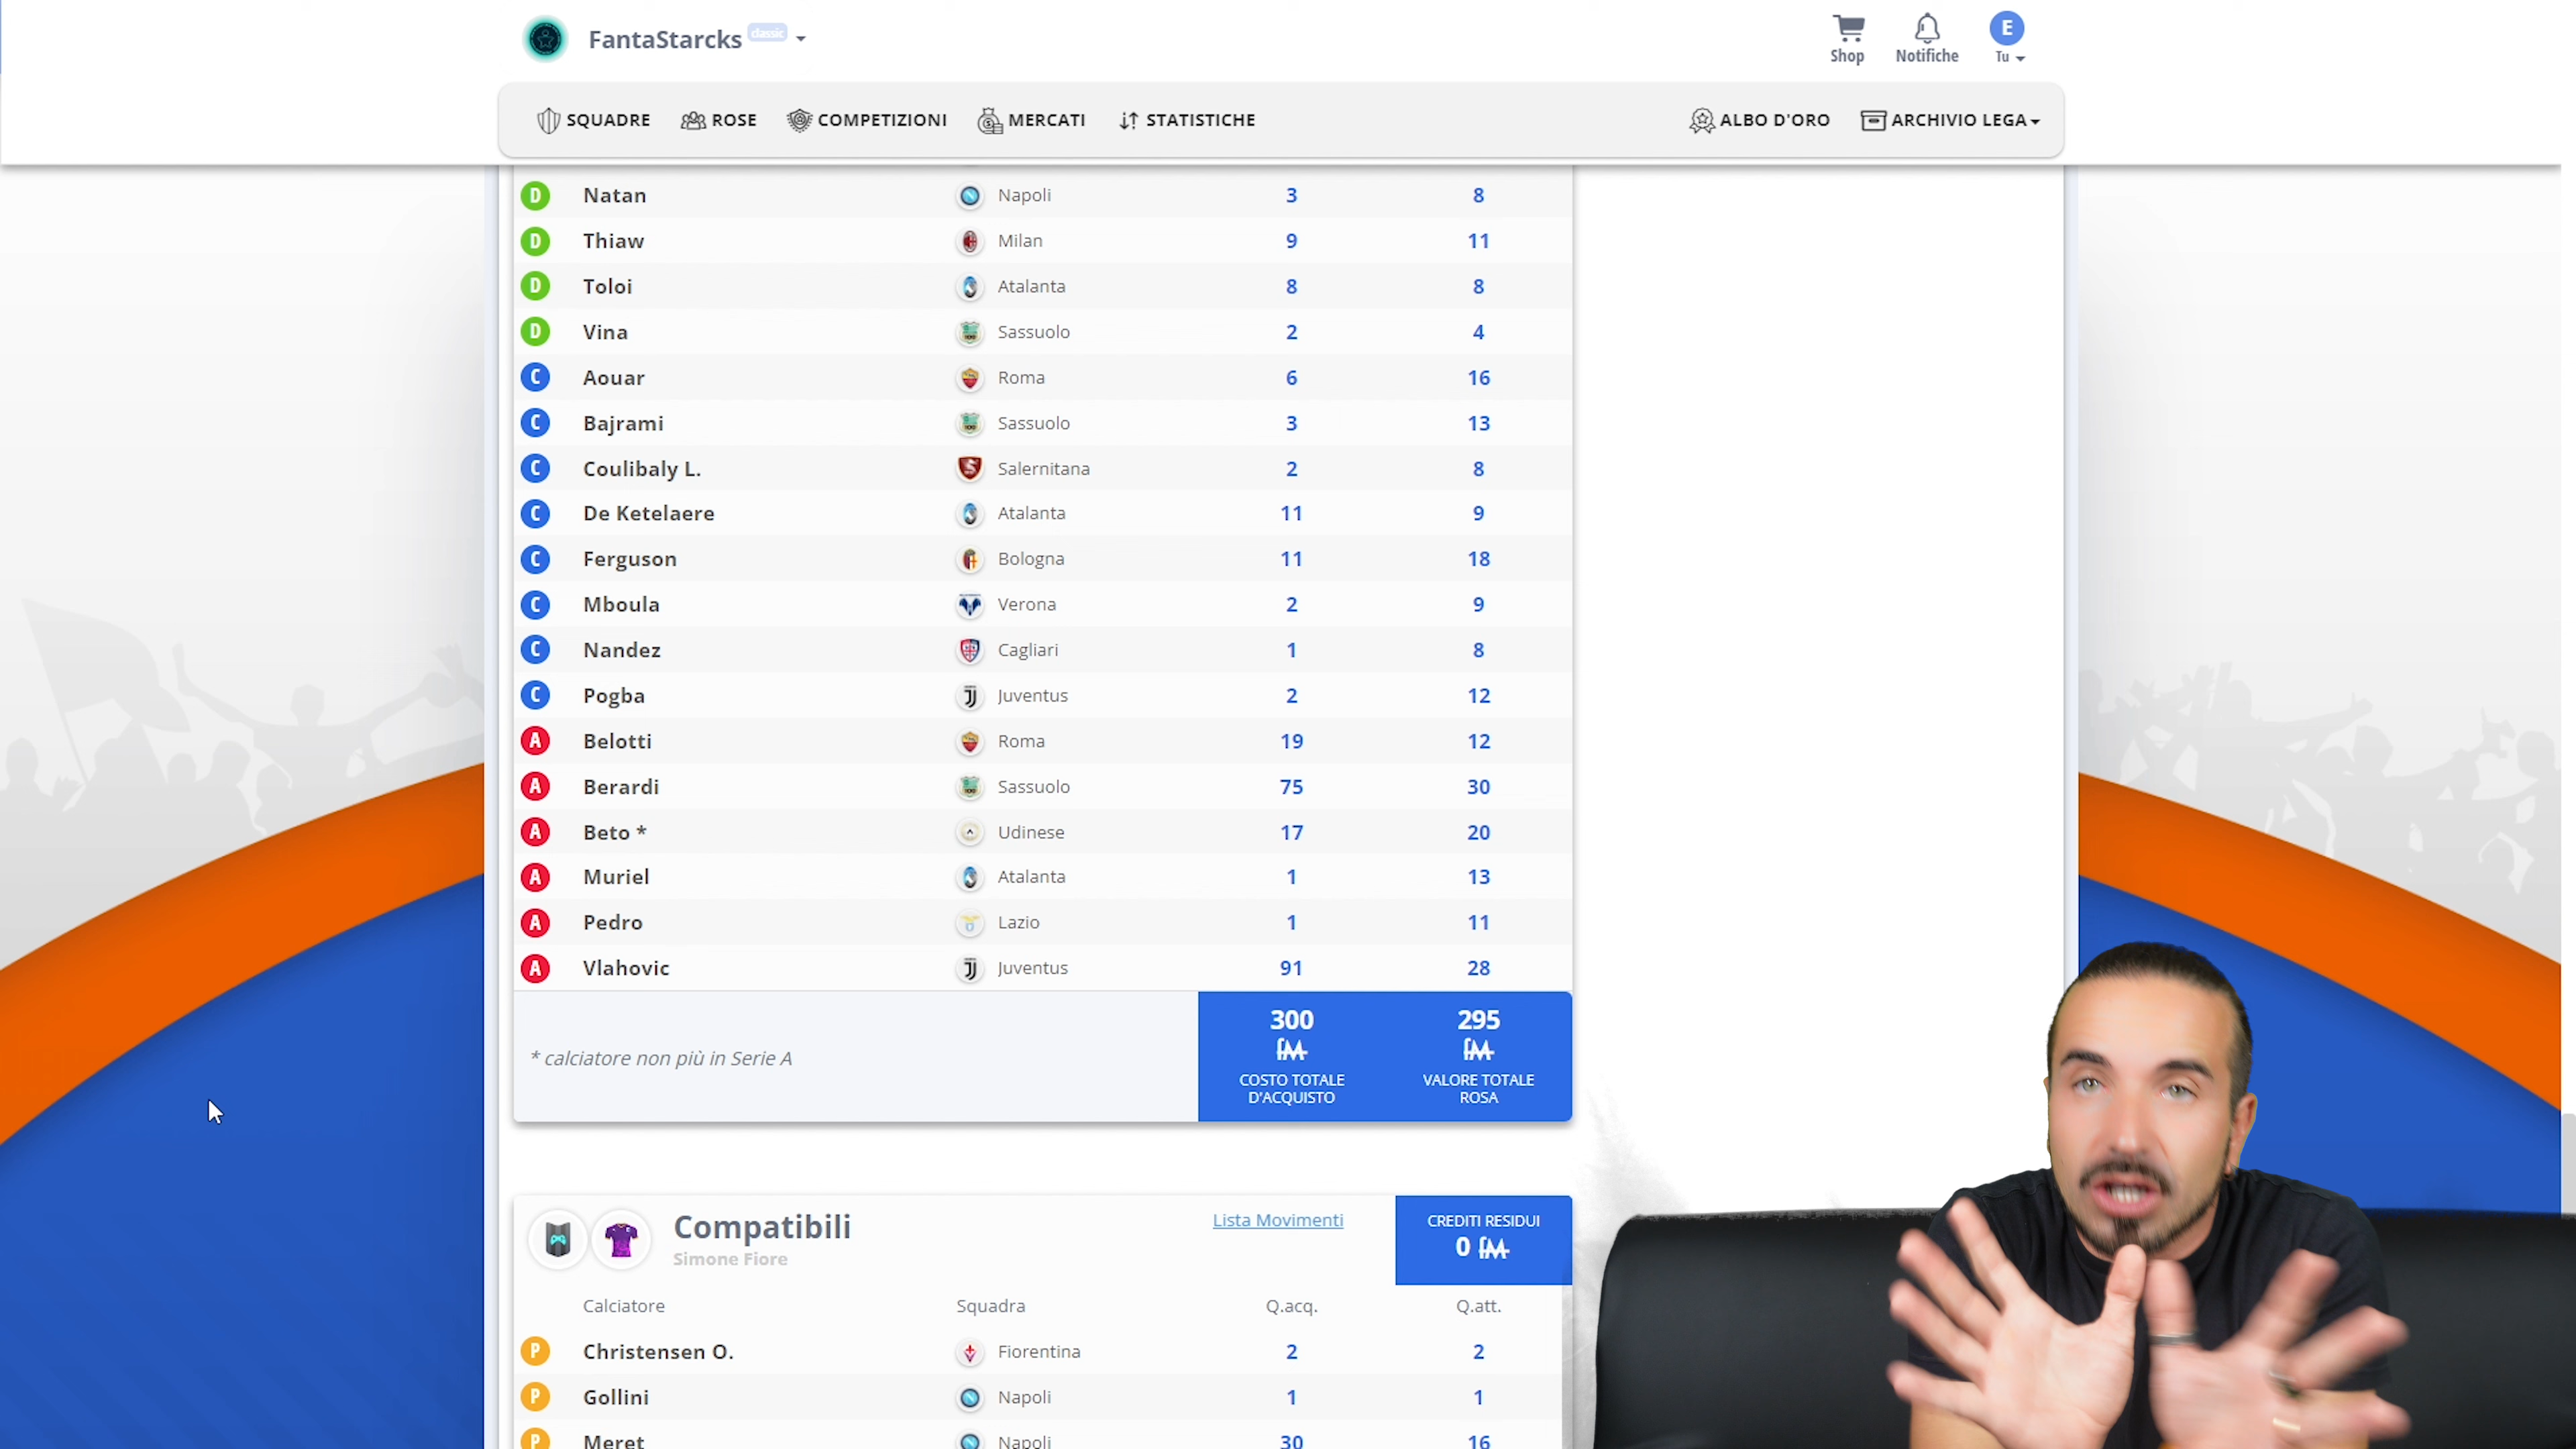 FantaStarcks classic
Shop
Notifiche
E
Tu
SQUADRE ROSE COMPETIZIONI MERCATI STATISTICHE ALBO D'ORO ARCHIVIO LEGA
D Natan Napoli 3 8
D Thiaw Milan 9 11
D Toloi Atalanta 8 8
D Vina Sassuolo 2 4
C Aouar Roma 6 16
C Bajrami Sassuolo 3 13
C Coulibaly L. Salernitana 2 8
C De Ketelaere Atalanta 11 9
C Ferguson Bologna 11 18
C Mboula Verona 2 9
C Nandez Cagliari 1 8
C Pogba Juventus 2 12
A Belotti Roma 19 12
A Berardi Sassuolo 75 30
A Beto * Udinese 17 20
A Muriel Atalanta 1 13
A Pedro Lazio 1 11
A Vlahovic Juventus 91 28
* calciatore non più in Serie A
300
COSTO TOTALE
D'ACQUISTO
295
VALORE TOTALE
ROSA
Compatibili
Simone Fiore
Lista Movimenti
CREDITI RESIDUI
0
Calciatore Squadra Q.acq. Q.att.
P Christensen O. Fiorentina 2 2
P Gollini Napoli 1 1
P Meret Napoli 30 16